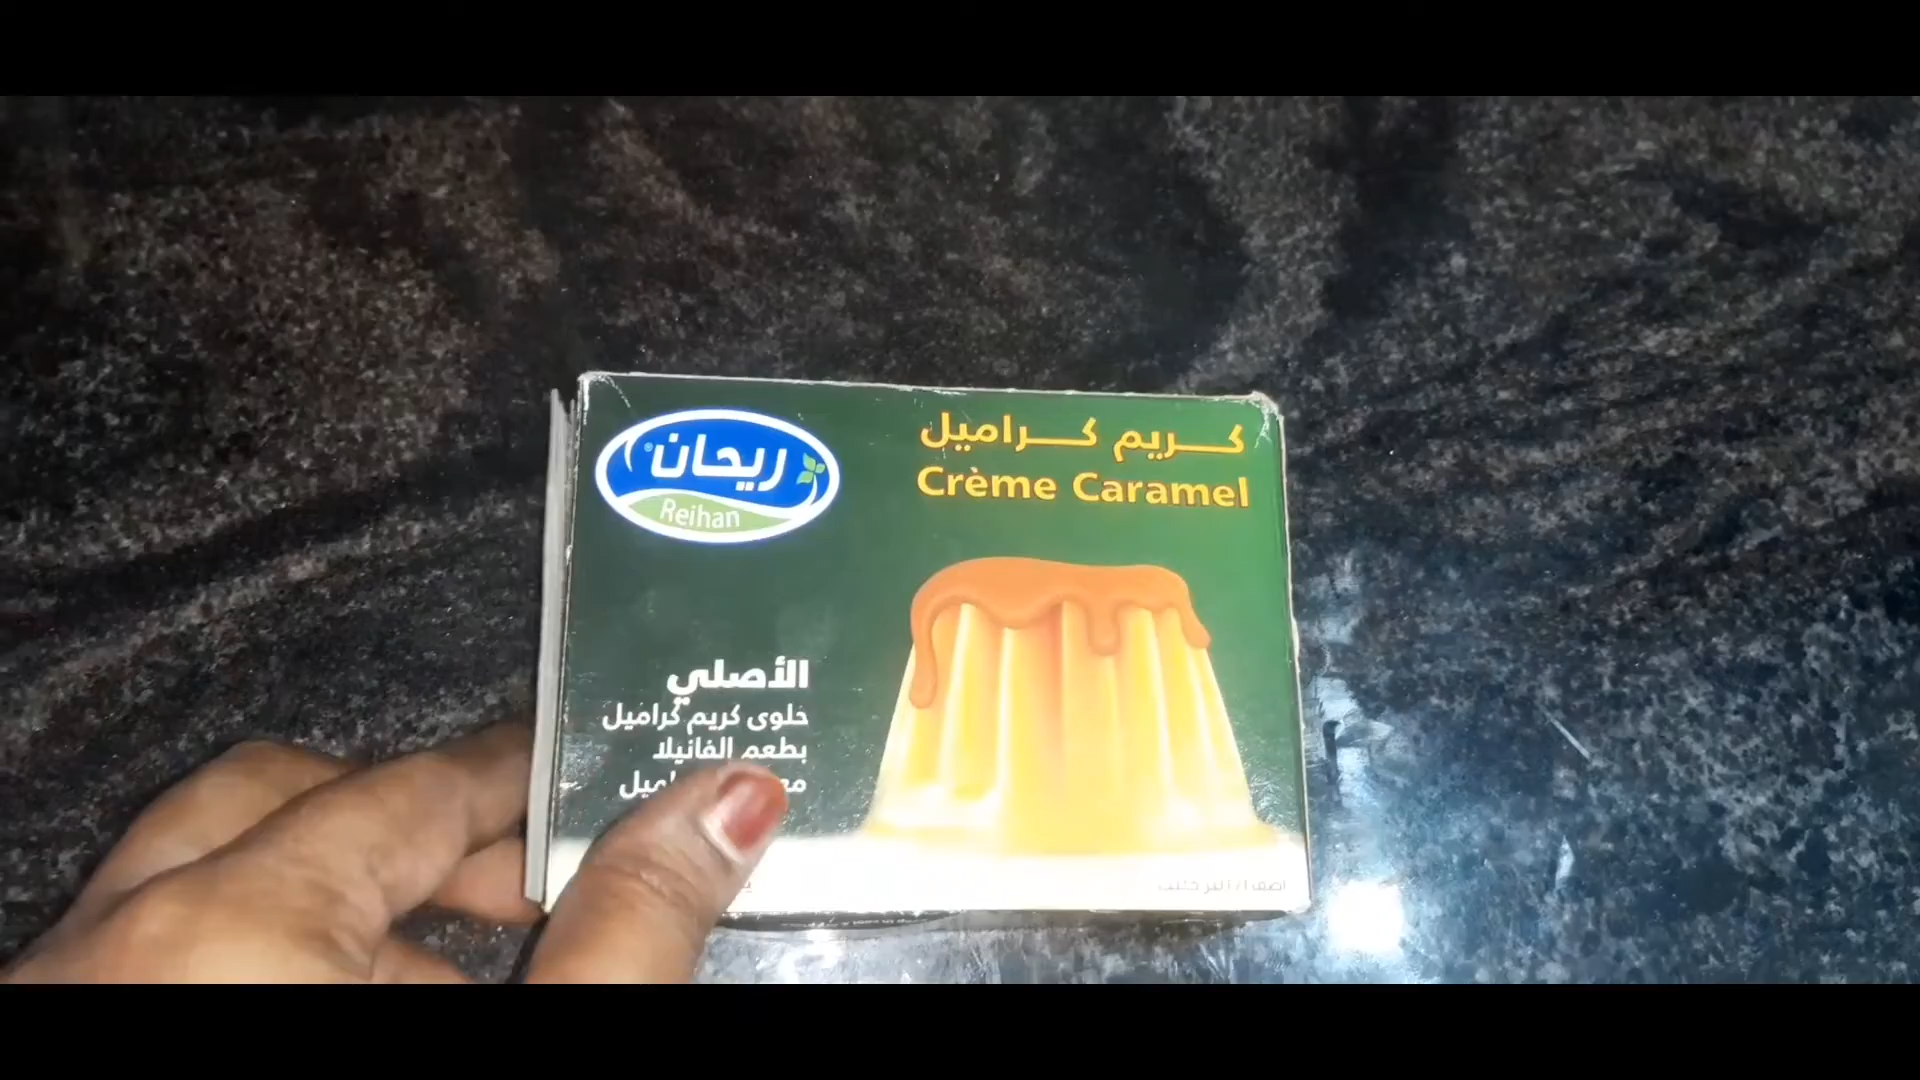 ريحان®
Reihan
كريم كراميل
Crème Caramel
الأصلي
حلوى كريم كراميل
بطعم الفانيلا